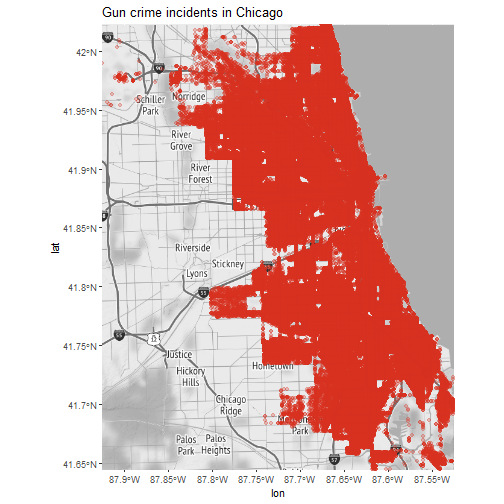 Gun crime incidents in Chicago
42°N
90
90
Schiller
Park
Norridge
41.95°N
River
Grove
41.9°N
River
Forest
41.85°N
Riverside
Stickney
Lyons
41.8°N
55
41.75°N
Justice
Hometown
Hickory
Hills
Chicago
Ridge
41.7°N
Park
Palos
Park
Palos
Heights
57
41.65°N
87.9°W
87.85°W
87.8°W
87.75°W
87.7°W
87.65°W
87.6°W
87.55°W
lon
lat